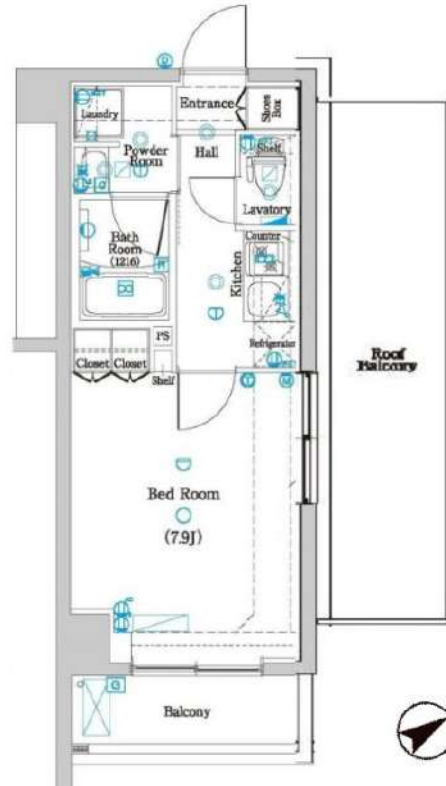 Entrance
Shoes
Box
Laundry
Powder
Room
Hall
Shelf
Lavatory
Bath
Room
(1216)
Kitchen
Counter
Refrigerator
Closet
Closet
PS
Shelf
Bed Room
(7.9J)
Roof
Balcony
Balcony